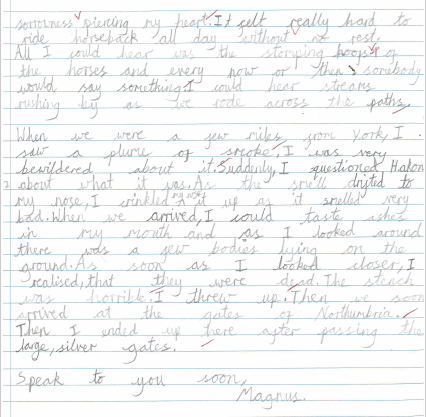 sorrowness piercing my heart. It felt really hard to
ride horseback all day without no rest.
All I could hear was the stomping hoops of
the horses and every now or then, somebody
would say something. I could hear streams
rushing by as we rode across the paths.
When we were a few miles from York, I
saw a plume of smoke. I was very
bewildered about it. Suddenly, I questioned Hakon
about what it was. As the smell drifted to
my nose, I crinkled it up as it smelled very
bad. When we arrived, I could taste ashes
in my mouth and as I looked around
there was a few bodies lying on the
ground. As soon as I looked closer, I
realised, that they were dead. The stench
was horrible. I threw up. Then we soon
arrived at the gates of Northumbria.
Then I ended up here after passing the
large, silver gates.
Speak to you soon,
Magnus.